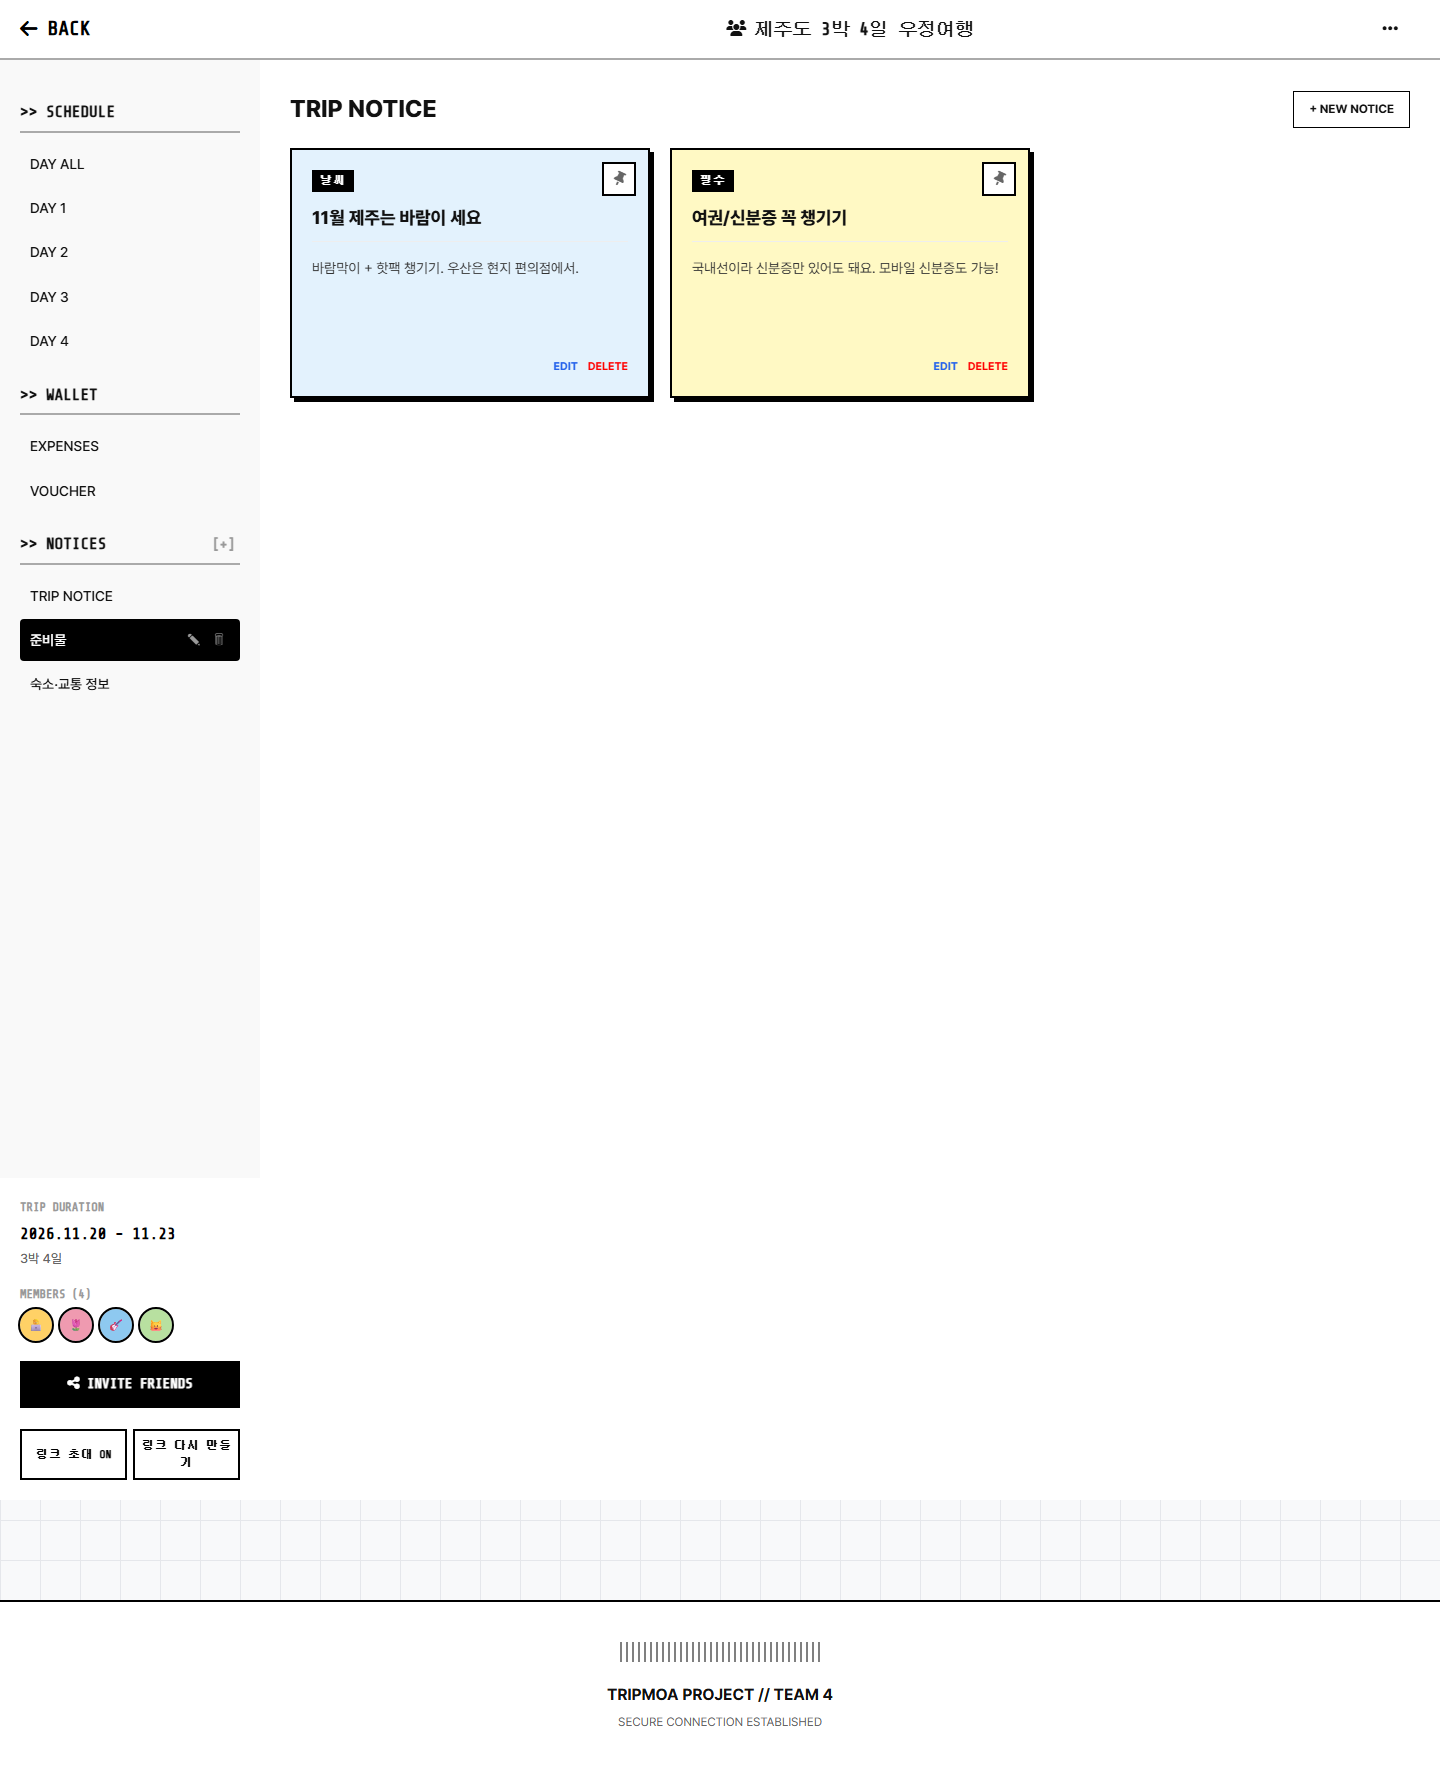 BACK
제주도 3박 4일 우정여행
>> SCHEDULE
DAY ALL
DAY 1
DAY 2
DAY 3
DAY 4
>> WALLET
EXPENSES
VOUCHER
>> NOTICES [+]
TRIP NOTICE
준비물
숙소·교통 정보
TRIP DURATION
2026.11.20 - 11.23
3박 4일
MEMBERS (4)
INVITE FRIENDS
링크 초대 ON
링크 다시 만들
기
TRIP NOTICE
+ NEW NOTICE
날씨
11월 제주는 바람이 세요
바람막이 + 핫팩 챙기기. 우산은 현지 편의점에서.
EDIT DELETE
필수
여권/신분증 꼭 챙기기
국내선이라 신분증만 있어도 돼요. 모바일 신분증도 가능!
EDIT DELETE
TRIPMOA PROJECT // TEAM 4
SECURE CONNECTION ESTABLISHED